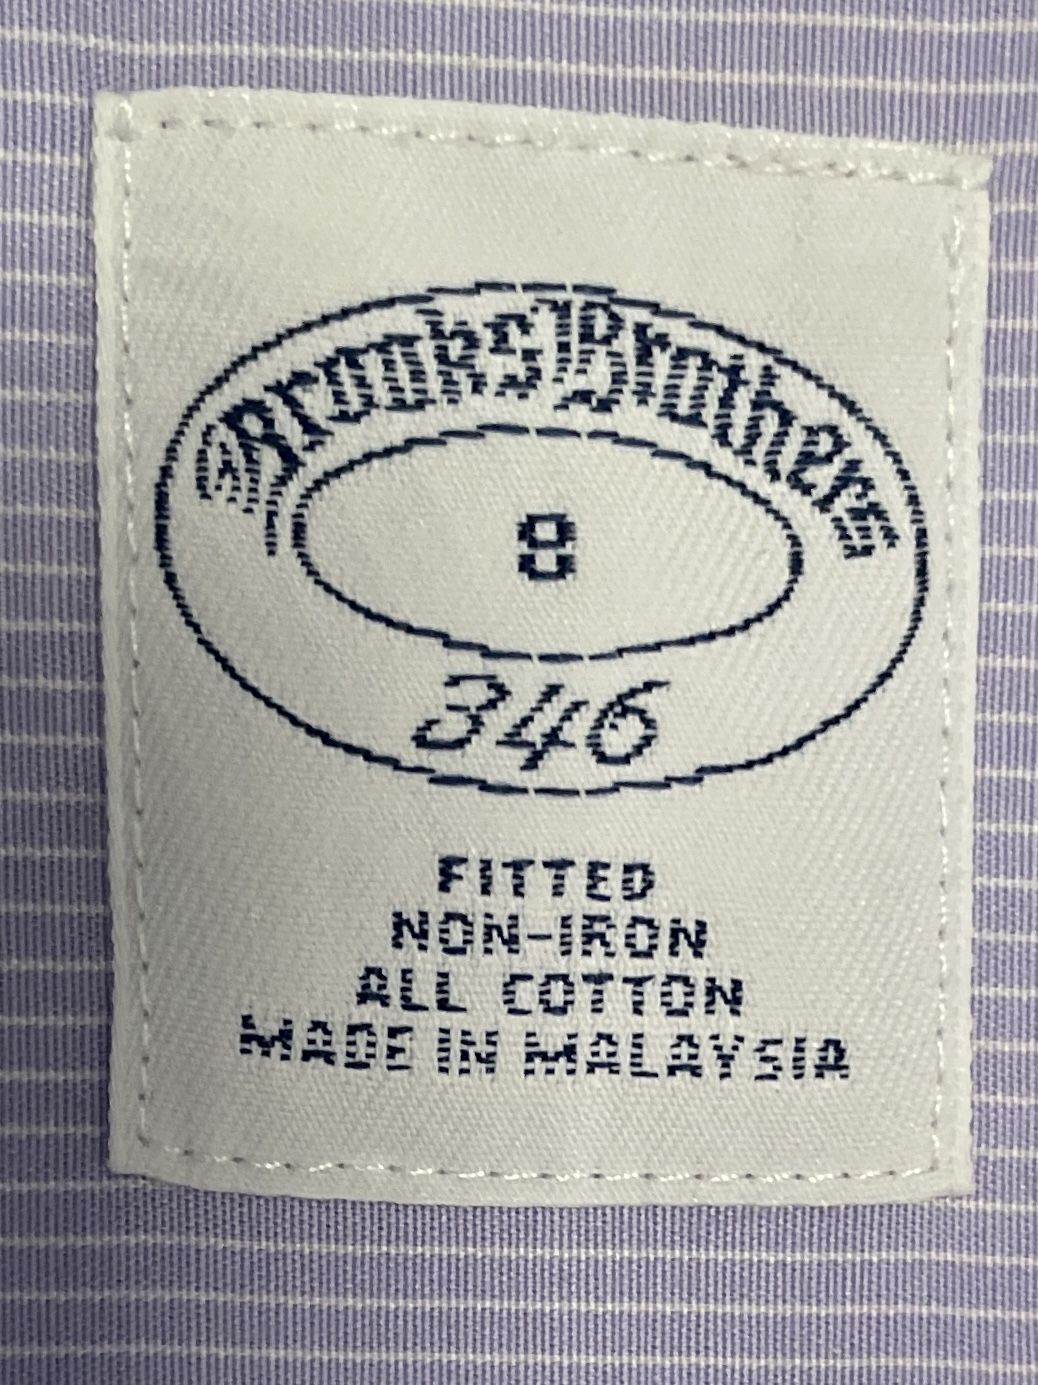 Brooks Brothers
8
346
FITTED
NON-IRON
ALL COTTON
MADE IN MALAYSIA